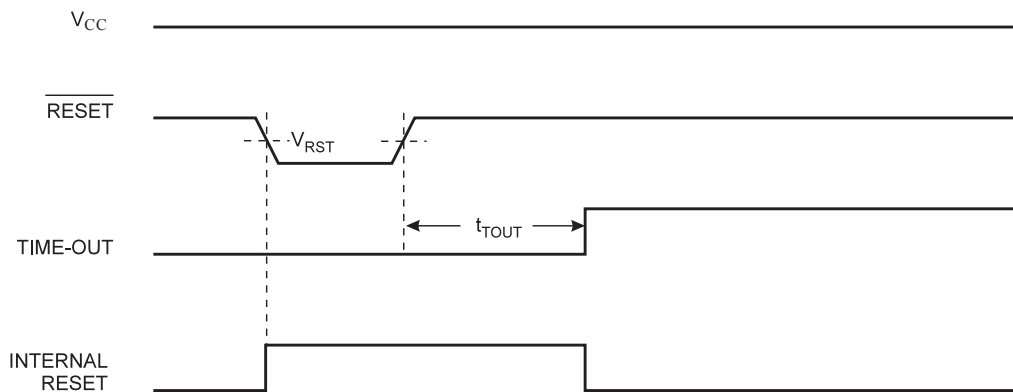 VCC
RESET
VRST
tTOUT
TIME-OUT
INTERNAL
RESET